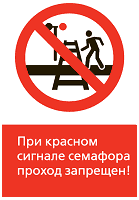 При красном
сигнале семафора
проход запрещен!